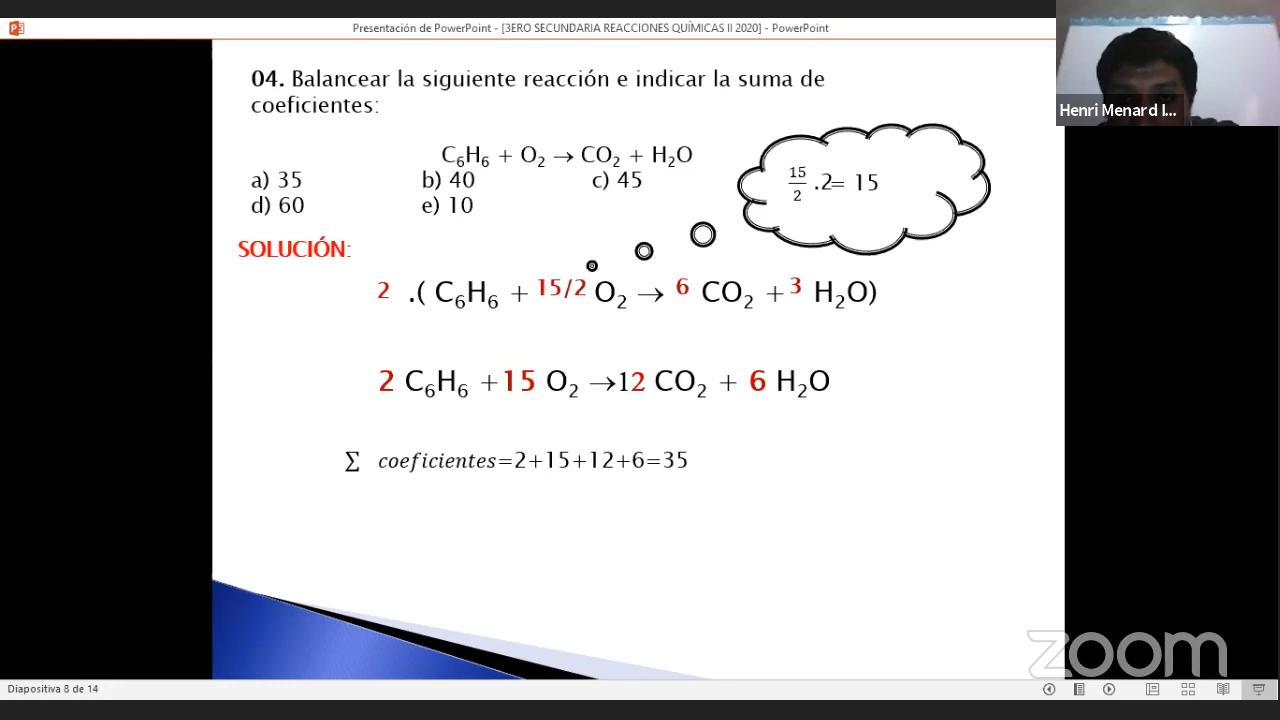 Presentación de PowerPoint - [3ERO SECUNDARIA REACCIONES QUÍMICAS II 2020] - PowerPoint
Henri Menard I...
04. Balancear la siguiente reacción e indicar la suma de
coeficientes:
C₆H₆ + O₂ → CO₂ + H₂O
a) 35 b) 40 c) 45
d) 60 e) 10
15/2 .2= 15
SOLUCIÓN:
2 .( C₆H₆ + 15/2 O₂ → 6 CO₂ + 3 H₂O)
2 C₆H₆ +15 O₂ →12 CO₂ + 6 H₂O
∑ coeficientes=2+15+12+6=35
zoom
Diapositiva 8 de 14